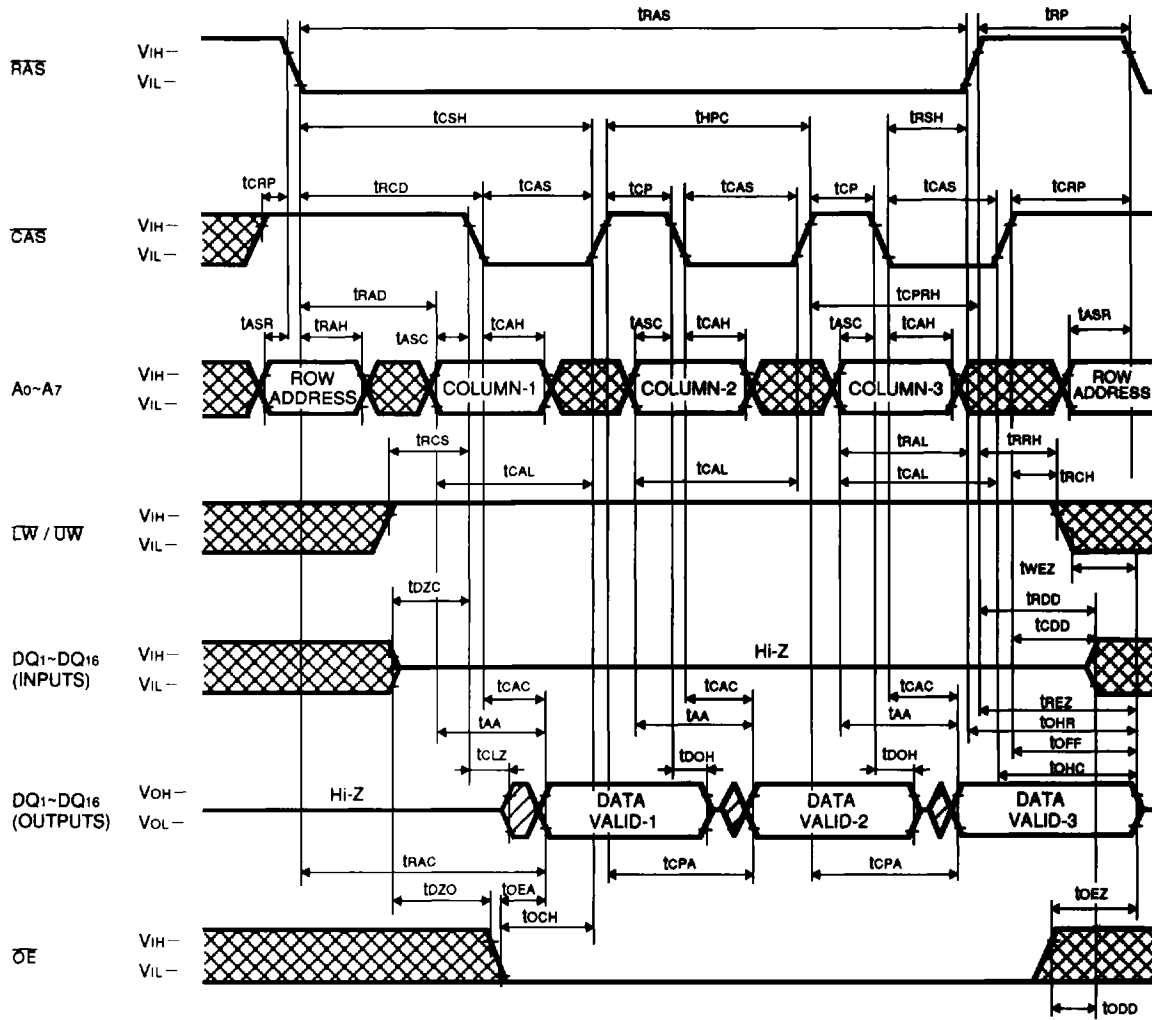 tRAS tRP
RAS VIH
VIL
tCSH tHPC tRSH
tCRP tRCD tCAS tCP tCAS tCP tCAS tCRP
CAS VIH
VIL
tRAD tCPRH
tASR tRAH tASC tCAH tASC tCAH tASC tCAH tASR
A0~A7 VIH
VIL
ROW ADDRESS COLUMN-1 COLUMN-2 COLUMN-3 ROW ADDRESS
tRCS tRAL tRRH
tCAL tCAL tCAL tRCH
LW / UW VIH
VIL
tWEZ
tDZC tRDD
tCDD
DQ1~DQ16 (INPUTS) VIH
VIL
Hi-Z
tCAC tCAC tCAC tREZ
tAA tAA tAA tOHR
tCLZ tDOH tDOH tOFF
tOHC
DQ1~DQ16 (OUTPUTS) VOH
VOL
Hi-Z DATA VALID-1 DATA VALID-2 DATA VALID-3
tRAC tCPA tCPA
tDZO tOEA tOEZ
tOCH
OE VIH
VIL
tODD